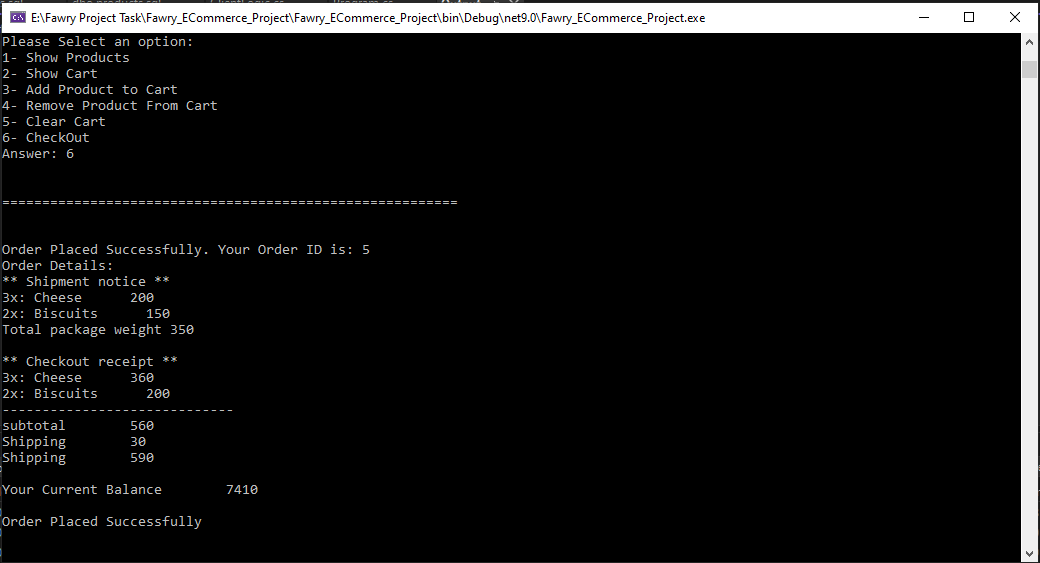 E:\Fawry Project Task\Fawry_ECommerce_Project\Fawry_ECommerce_Project\bin\Debug\net9.0\Fawry_ECommerce_Project.exe
Please Select an option:
1- Show Products
2- Show Cart
3- Add Product to Cart
4- Remove Product From Cart
5- Clear Cart
6- CheckOut
Answer: 6
=========================================================
Order Placed Successfully. Your Order ID is: 5
Order Details:
** Shipment notice **
3x: Cheese      200
2x: Biscuits      150
Total package weight 350
** Checkout receipt **
3x: Cheese      360
2x: Biscuits      200
-----------------------------
subtotal        560
Shipping        30
Shipping        590
Your Current Balance        7410
Order Placed Successfully